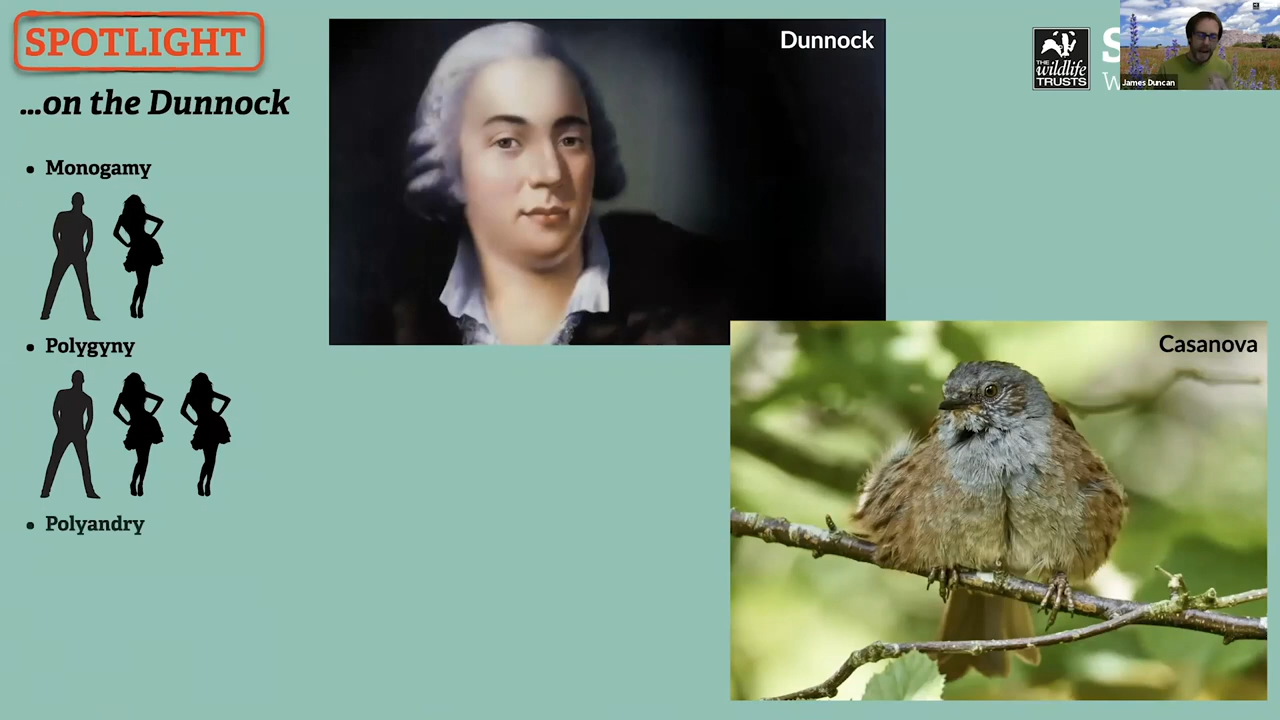 SPOTLIGHT
...on the Dunnock
• Monogamy
• Polygyny
• Polyandry
Dunnock
Casanova
THE
wildlife
TRUSTS
S
W
James Duncan